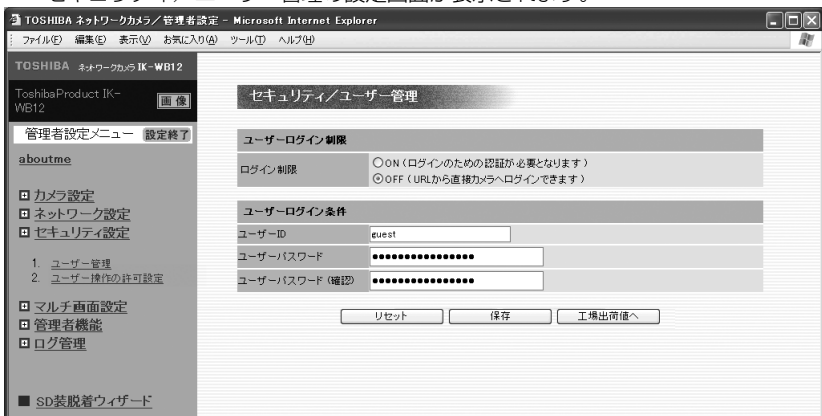 セキュリティ／ユーザー管理の設定画面が表示されます。
TOSHIBA ネットワークカメラ／管理者設定 - Microsoft Internet Explorer
ファイル(F) 編集(E) 表示(V) お気に入り(A) ツール(T) ヘルプ(H)
TOSHIBA ネットワークカメラ IK-WB12
ToshibaProduct IK-
WB12
画像
管理者設定メニュー 設定終了
aboutme
カメラ設定
ネットワーク設定
セキュリティ設定
1. ユーザー管理
2. ユーザー操作の許可設定
マルチ画面設定
管理者機能
ログ管理
SD装脱着ウィザード
セキュリティ／ユーザー管理
ユーザーログイン制限
ログイン制限
ON（ログインのための認証が必要となります）
OFF（URLから直接カメラへログインできます）
ユーザーログイン条件
ユーザーID guest
ユーザーパスワード ●●●●●●●●●●●●●●●●
ユーザーパスワード（確認） ●●●●●●●●●●●●●●●●
リセット 保存 工場出荷値へ